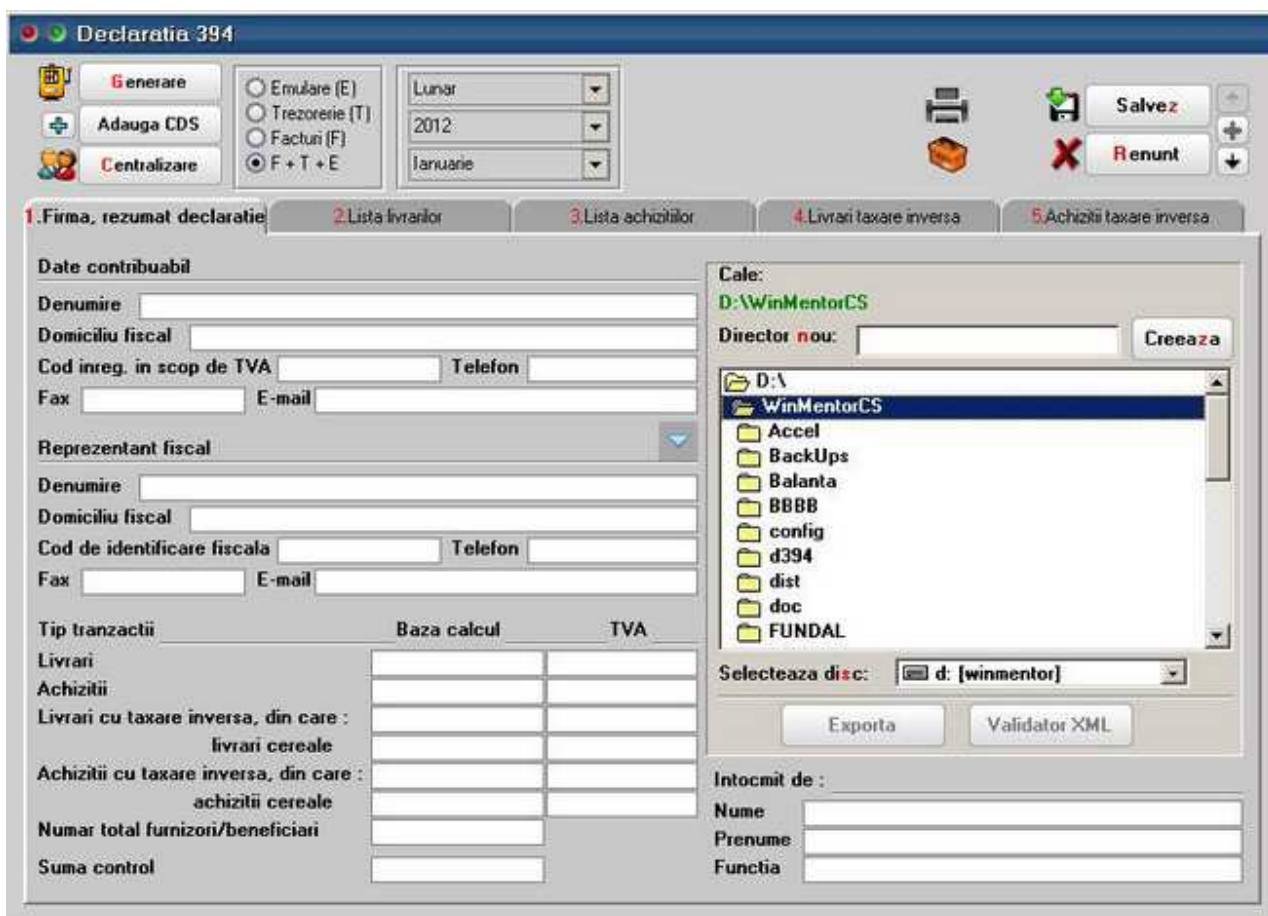 Declaratia 394
Generare
Adauga CDS
Centralizare
Emulare (E)
Trezorerie (T)
Facturi (F)
F + T + E
Lunar
2012
Ianuarie
Salvez
Renunt
1.Firma, rezumat declaratie
2.Lista livrarilor
3.Lista achizitiilor
4.Livrari taxare inversa
5.Achizitii taxare inversa
Date contribuabil
Denumire
Domiciliu fiscal
Cod inreg. in scop de TVA Telefon
Fax E-mail
Reprezentant fiscal
Denumire
Domiciliu fiscal
Cod de identificare fiscala Telefon
Fax E-mail
Tip tranzactii Baza calcul TVA
Livrari
Achizitii
Livrari cu taxare inversa, din care :
livrari cereale
Achizitii cu taxare inversa, din care :
achizitii cereale
Numar total furnizori/beneficiari
Suma control
Cale:
D:\WinMentorCS
Director nou: Creeaza
D:\
WinMentorCS
Accel
BackUps
Balanta
BBBB
config
d394
dist
doc
FUNDAL
Selecteaza disc: d: [winmentor]
Exporta Validator XML
Intocmit de :
Nume
Prenume
Functia